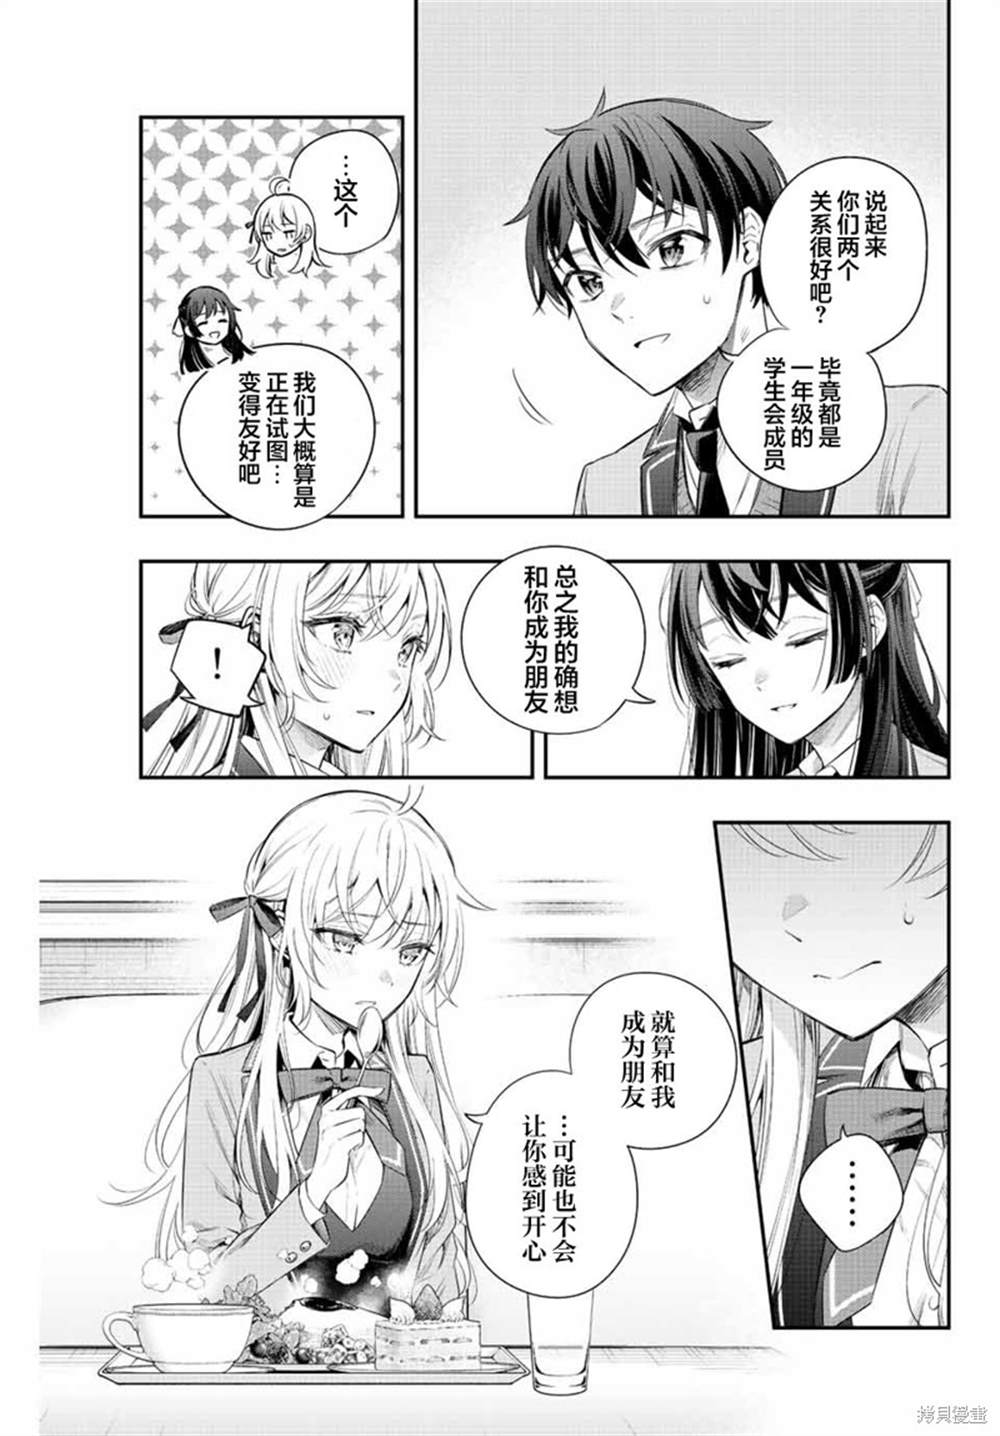 说起来
你们两个
关系很好吧?
毕竟都是
一年级的
学生会成员
…这个
我们大概算是
正在试图…
变得友好吧
总之我的确想
和你成为朋友
!
……
就算和我
成为朋友
…可能也不会
让你感到开心
拷貝漫畫